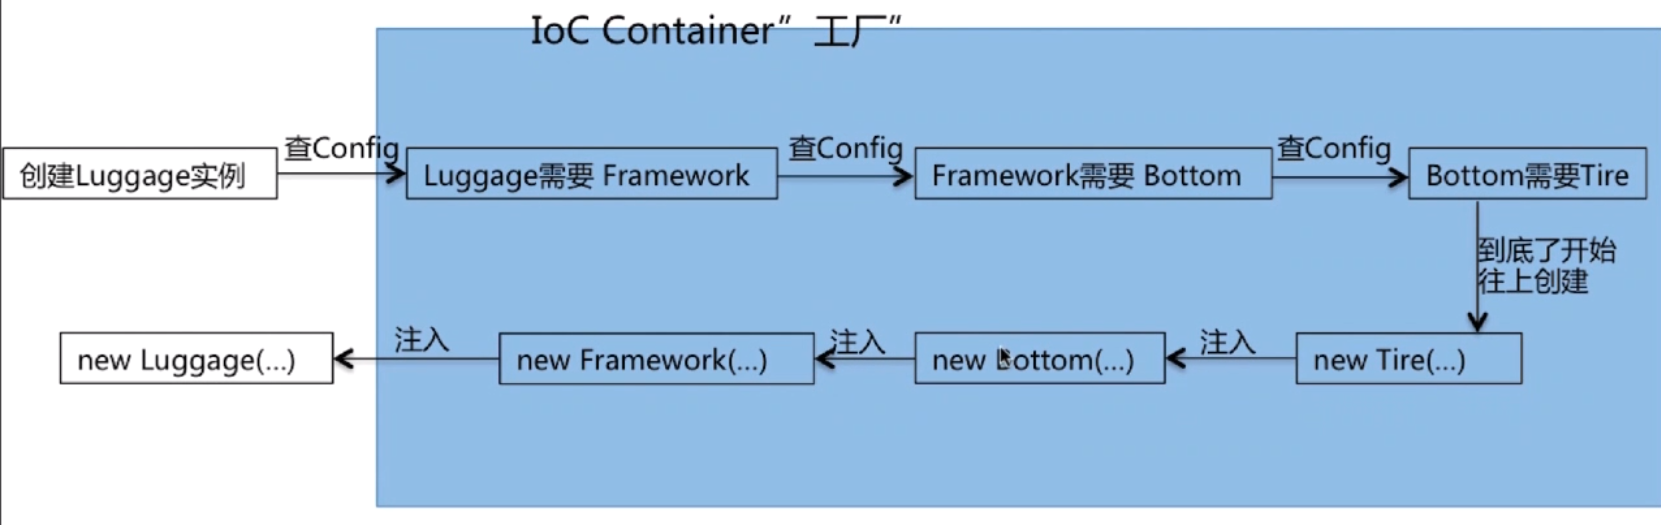 IoC Container”工厂”
查Config
查Config
查Config
创建Luggage实例
Luggage需要 Framework
Framework需要 Bottom
Bottom需要Tire
到底了开始
往上创建
注入
注入
注入
new Luggage(...)
new Framework(...)
new Bottom(...)
new Tire(...)